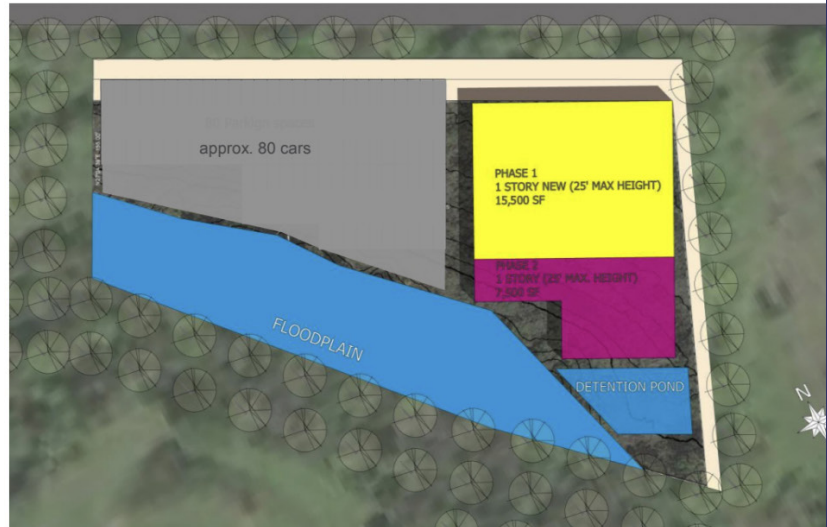 approx. 80 cars
PHASE 1
1 STORY NEW (25' MAX HEIGHT)
15,500 SF
PHASE 2
1 STORY (25' MAX. HEIGHT)
7,500 SF
FLOODPLAIN
DETENTION POND
N